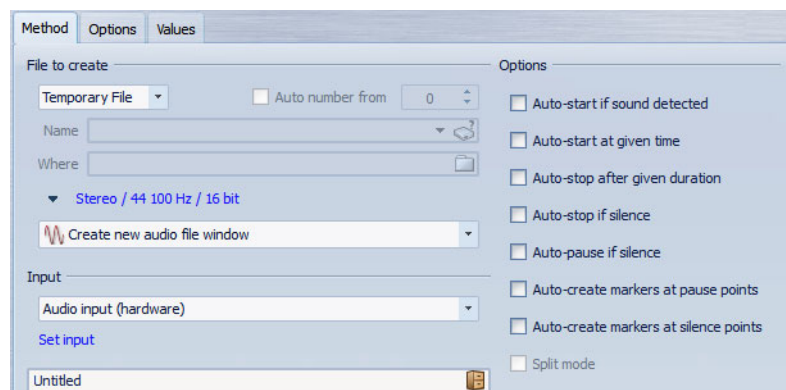 Method Options Values
File to create
Temporary File Auto number from 0
Name
Where
Stereo / 44 100 Hz / 16 bit
Create new audio file window
Input
Audio input (hardware)
Set input
Untitled
Options
Auto-start if sound detected
Auto-start at given time
Auto-stop after given duration
Auto-stop if silence
Auto-pause if silence
Auto-create markers at pause points
Auto-create markers at silence points
Split mode